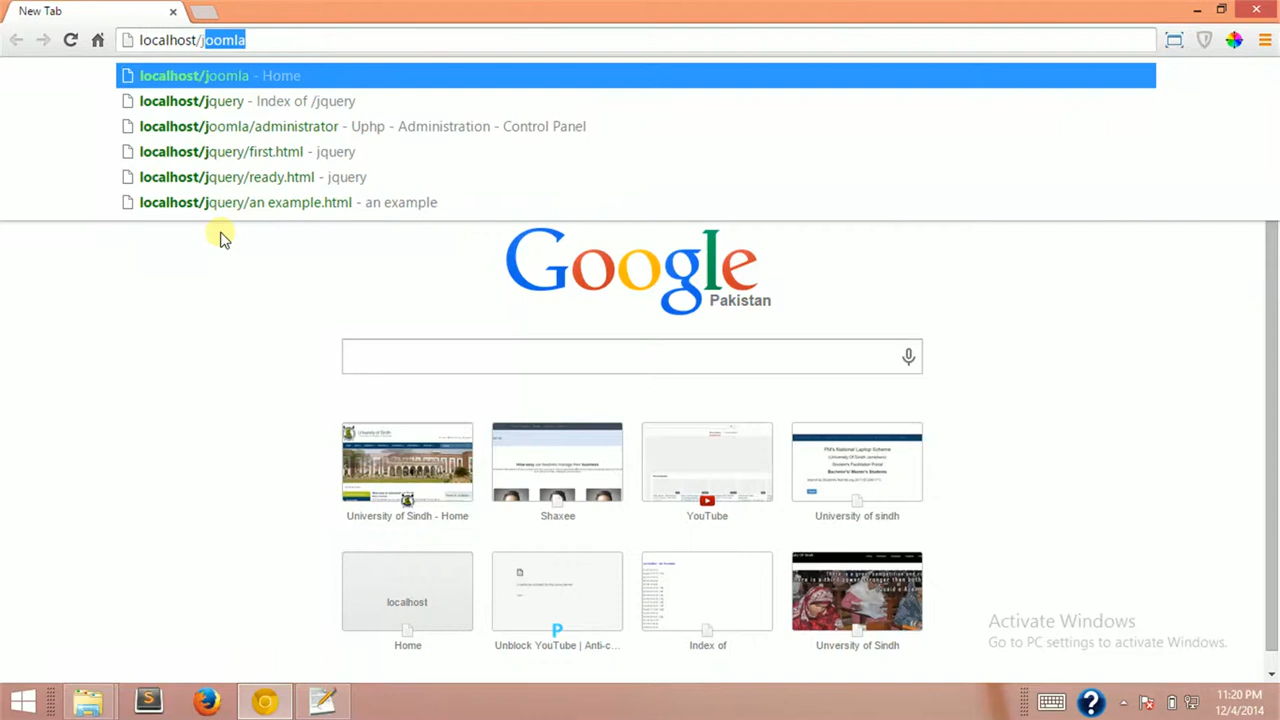 New Tab
localhost/joomla
localhost/joomla - Home
localhost/jquery - Index of /jquery
localhost/joomla/administrator - Uphp - Administration - Control Panel
localhost/jquery/first.html - jquery
localhost/jquery/ready.html - jquery
localhost/jquery/an example.html - an example
Google
Pakistan
University of Sindh - Home
Shaxee
YouTube
University of sindh
localhost
Home
Unblock YouTube | Anti-c...
Index of
Unversity of Sindh
Activate Windows
Go to PC settings to activate Windows.
11:20 PM
12/4/2014